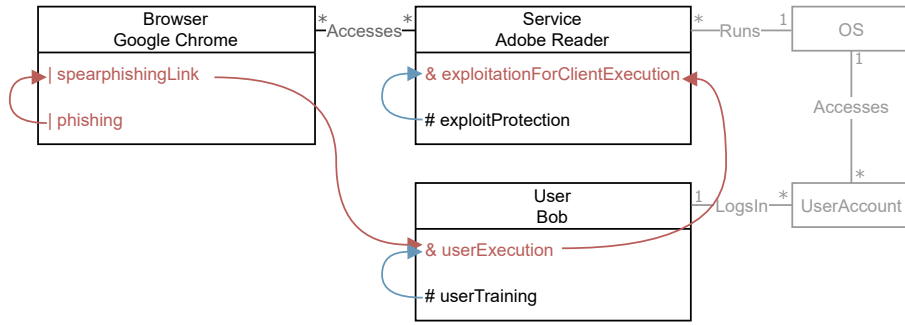 Browser
Google Chrome
| spearphishingLink
| phishing
* Accesses *
Service
Adobe Reader
& exploitationForClientExecution
# exploitProtection
* Runs 1
OS
1
Accesses
*
User
Bob
& userExecution
# userTraining
1 LogsIn *
UserAccount